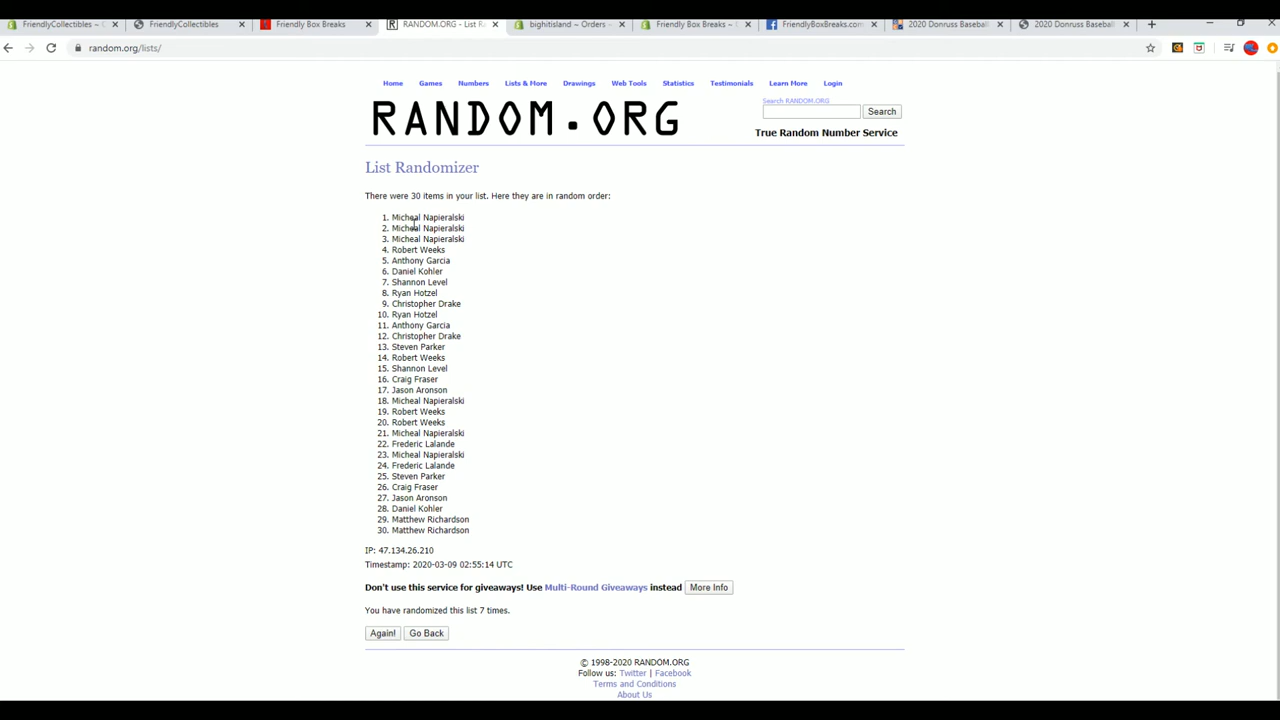 FriendlyCollectibles ~
FriendlyCollectibles
Friendly Box Breaks
RANDOM.ORG - List R
bighitisland ~ Orders ~
Friendly Box Breaks ~
FriendlyBoxBreaks.com
2020 Donruss Baseball
2020 Donruss Baseball
random.org/lists/
Home Games Numbers Lists & More Drawings Web Tools Statistics Testimonials Learn More Login
RANDOM.ORG
Search RANDOM.ORG
Search
True Random Number Service
List Randomizer
There were 30 items in your list. Here they are in random order:
1. Micheal Napieralski
2. Micheal Napieralski
3. Micheal Napieralski
4. Robert Weeks
5. Anthony Garcia
6. Daniel Kohler
7. Shannon Level
8. Ryan Hotzel
9. Christopher Drake
10. Ryan Hotzel
11. Anthony Garcia
12. Christopher Drake
13. Steven Parker
14. Robert Weeks
15. Shannon Level
16. Craig Fraser
17. Jason Aronson
18. Micheal Napieralski
19. Robert Weeks
20. Robert Weeks
21. Micheal Napieralski
22. Frederic Lalande
23. Micheal Napieralski
24. Frederic Lalande
25. Steven Parker
26. Craig Fraser
27. Jason Aronson
28. Daniel Kohler
29. Matthew Richardson
30. Matthew Richardson
IP: 47.134.26.210
Timestamp: 2020-03-09 02:55:14 UTC
Don't use this service for giveaways! Use Multi-Round Giveaways instead More Info
You have randomized this list 7 times.
Again! Go Back
© 1998-2020 RANDOM.ORG
Follow us: Twitter | Facebook
Terms and Conditions
About Us